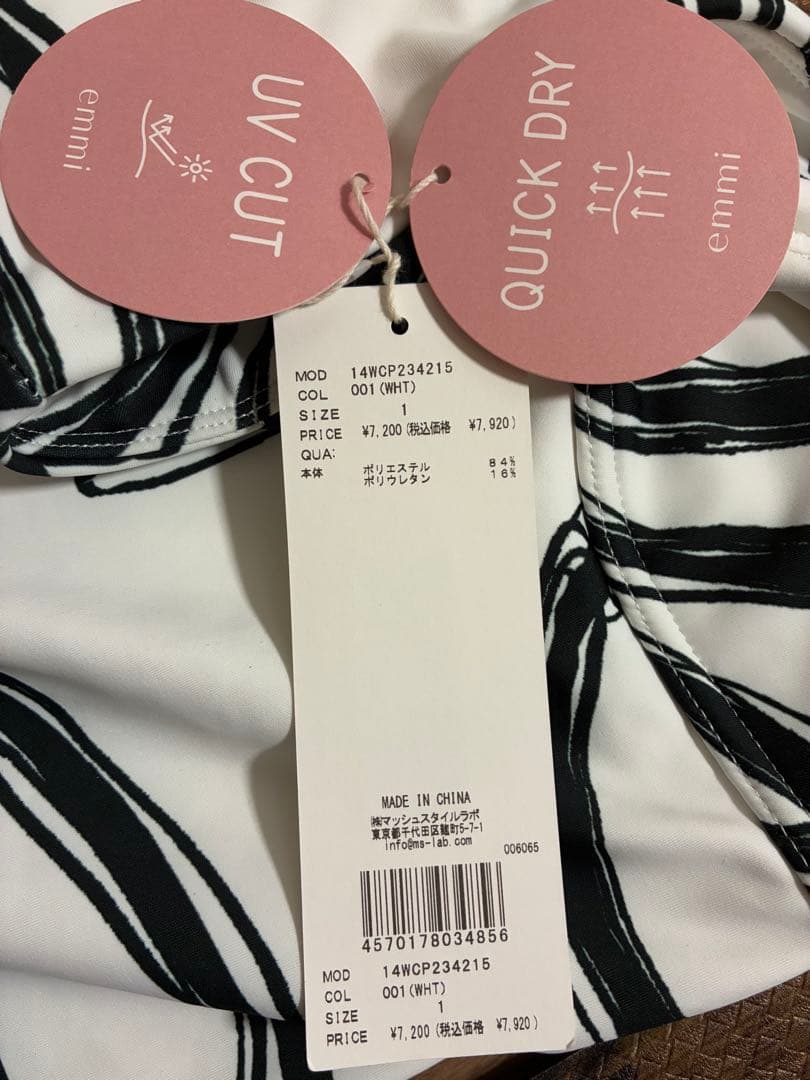 UV CUT
emmi
QUICK DRY
emmi
MOD 14WCP234215
COL 001(WHT)
SIZE 1
PRICE ¥7,200(税込価格 ¥7,920)
QUA:
本体 ポリエステル 84%
ポリウレタン 16%
MADE IN CHINA
㈱マッシュスタイルラボ
東京都千代田区麹町5-7-1
info@ms-lab.com
006065
4570178034856
MOD 14WCP234215
COL 001(WHT)
SIZE 1
PRICE ¥7,200(税込価格 ¥7,920)